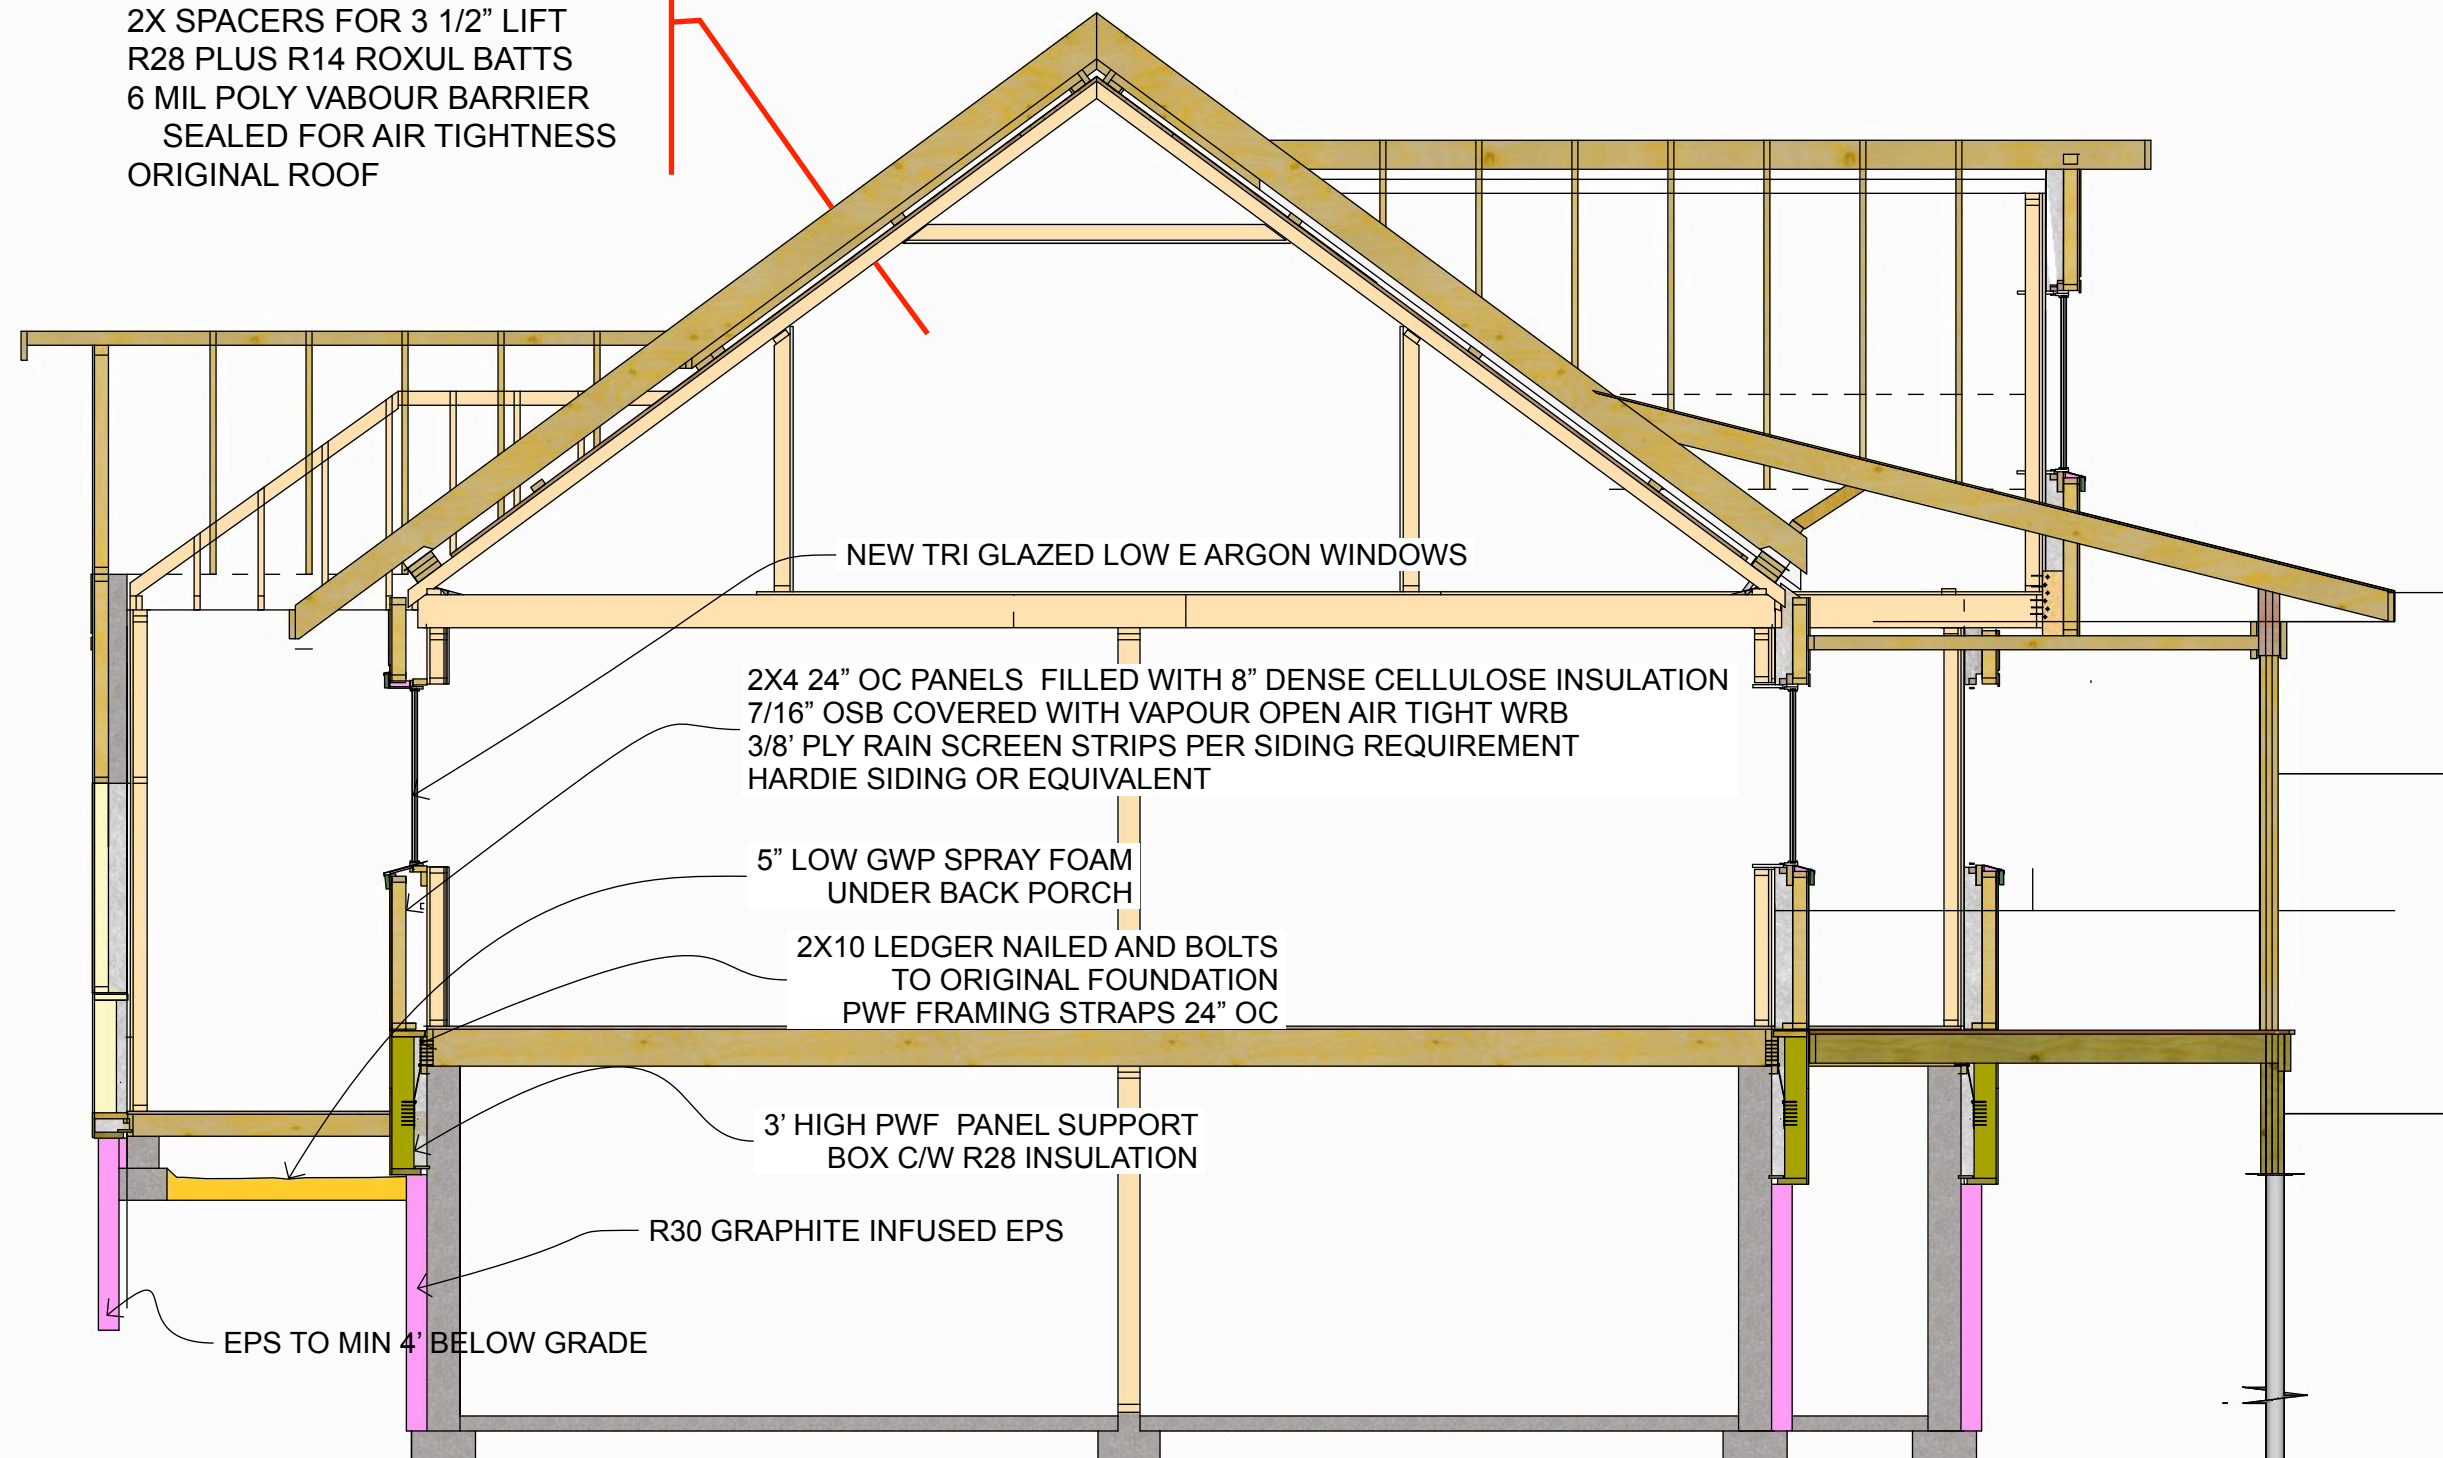 2X SPACERS FOR 3 1/2” LIFT
R28 PLUS R14 ROXUL BATTS
6 MIL POLY VABOUR BARRIER
SEALED FOR AIR TIGHTNESS
ORIGINAL ROOF
NEW TRI GLAZED LOW E ARGON WINDOWS
2X4 24” OC PANELS FILLED WITH 8” DENSE CELLULOSE INSULATION
7/16” OSB COVERED WITH VAPOUR OPEN AIR TIGHT WRB
3/8’ PLY RAIN SCREEN STRIPS PER SIDING REQUIREMENT
HARDIE SIDING OR EQUIVALENT
5” LOW GWP SPRAY FOAM
UNDER BACK PORCH
2X10 LEDGER NAILED AND BOLTS
TO ORIGINAL FOUNDATION
PWF FRAMING STRAPS 24” OC
3’ HIGH PWF PANEL SUPPORT
BOX C/W R28 INSULATION
R30 GRAPHITE INFUSED EPS
EPS TO MIN 4’ BELOW GRADE